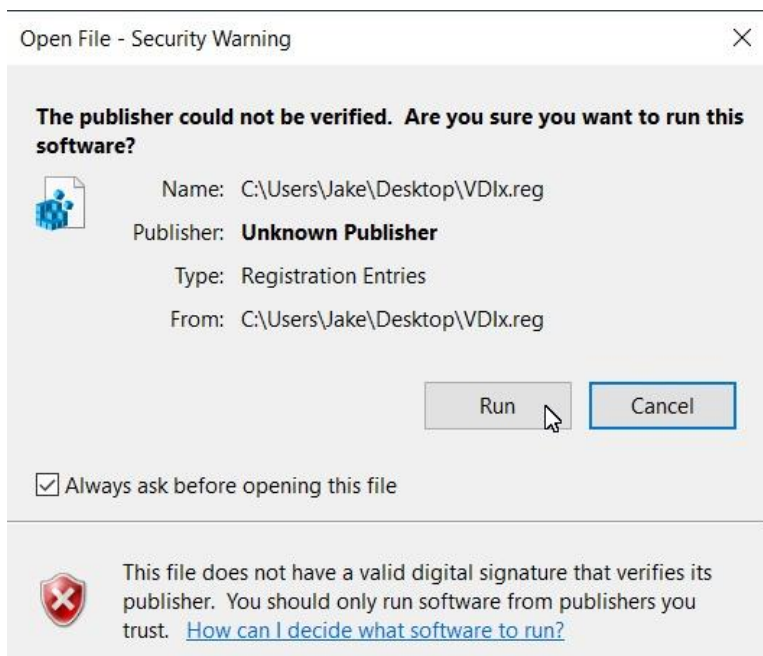 Open File - Security Warning
The publisher could not be verified. Are you sure you want to run this
software?
Name: C:\Users\Jake\Desktop\VDIx.reg
Publisher: Unknown Publisher
Type: Registration Entries
From: C:\Users\Jake\Desktop\VDIx.reg
Run Cancel
Always ask before opening this file
This file does not have a valid digital signature that verifies its
publisher. You should only run software from publishers you
trust. How can I decide what software to run?